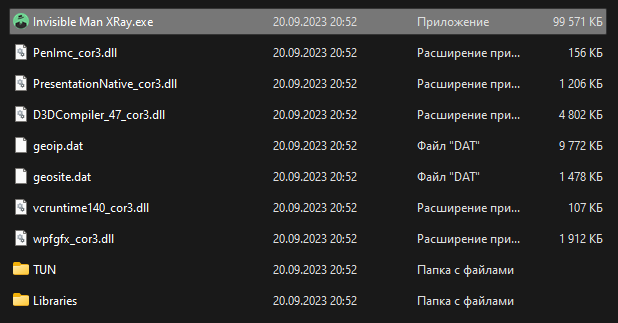 Invisible Man XRay.exe 20.09.2023 20:52 Приложение 99 571 КБ
PenImc_cor3.dll 20.09.2023 20:52 Расширение при... 156 КБ
PresentationNative_cor3.dll 20.09.2023 20:52 Расширение при... 1 206 КБ
D3DCompiler_47_cor3.dll 20.09.2023 20:52 Расширение при... 4 802 КБ
geoip.dat 20.09.2023 20:52 Файл "DAT" 9 772 КБ
geosite.dat 20.09.2023 20:52 Файл "DAT" 1 478 КБ
vcruntime140_cor3.dll 20.09.2023 20:52 Расширение при... 107 КБ
wpfgfx_cor3.dll 20.09.2023 20:52 Расширение при... 1 912 КБ
TUN 20.09.2023 20:52 Папка с файлами
Libraries 20.09.2023 20:52 Папка с файлами